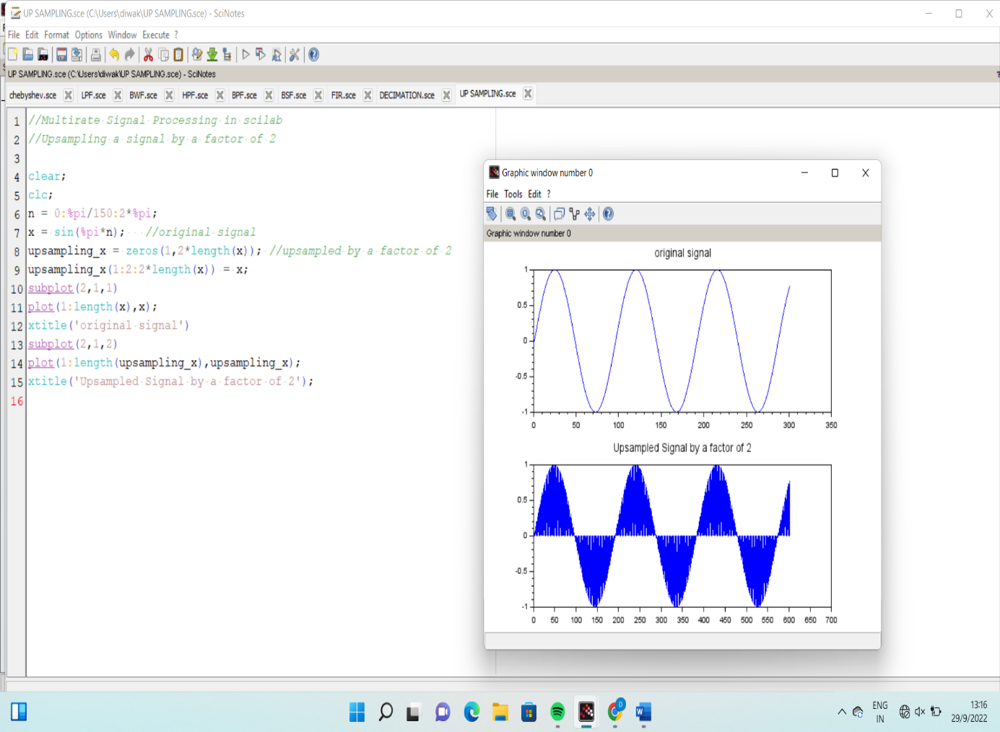 UP SAMPLING.sce (C:\Users\diwak\UP SAMPLING.sce) - SciNotes
File Edit Format Options Window Execute ?
UP SAMPLING.sce (C:\Users\diwak\UP SAMPLING.sce) - SciNotes
chebyshev.sce LPF.sce BWF.sce HPF.sce BPF.sce BSF.sce FIR.sce DECIMATION.sce UP SAMPLING.sce
1 //Multirate Signal Processing in scilab
2 //Upsampling a signal by a factor of 2
3
4 clear;
5 clc;
6 n = 0:%pi/150:2*%pi;
7 x = sin(%pi*n); //original signal
8 upsampling_x = zeros(1,2*length(x)); //upsampled by a factor of 2
9 upsampling_x(1:2:2*length(x)) = x;
10 subplot(2,1,1)
11 plot(1:length(x),x);
12 xtitle('original signal')
13 subplot(2,1,2)
14 plot(1:length(upsampling_x),upsampling_x);
15 xtitle('Upsampled Signal by a factor of 2');
16
Graphic window number 0
File Tools Edit ?
Graphic window number 0
original signal
1
0.5
0
-0.5
-1
0 50 100 150 200 250 300 350
Upsampled Signal by a factor of 2
1
0.5
0
-0.5
-1
0 50 100 150 200 250 300 350 400 450 500 550 600 650 700
ENG
IN
13:16
29/9/2022